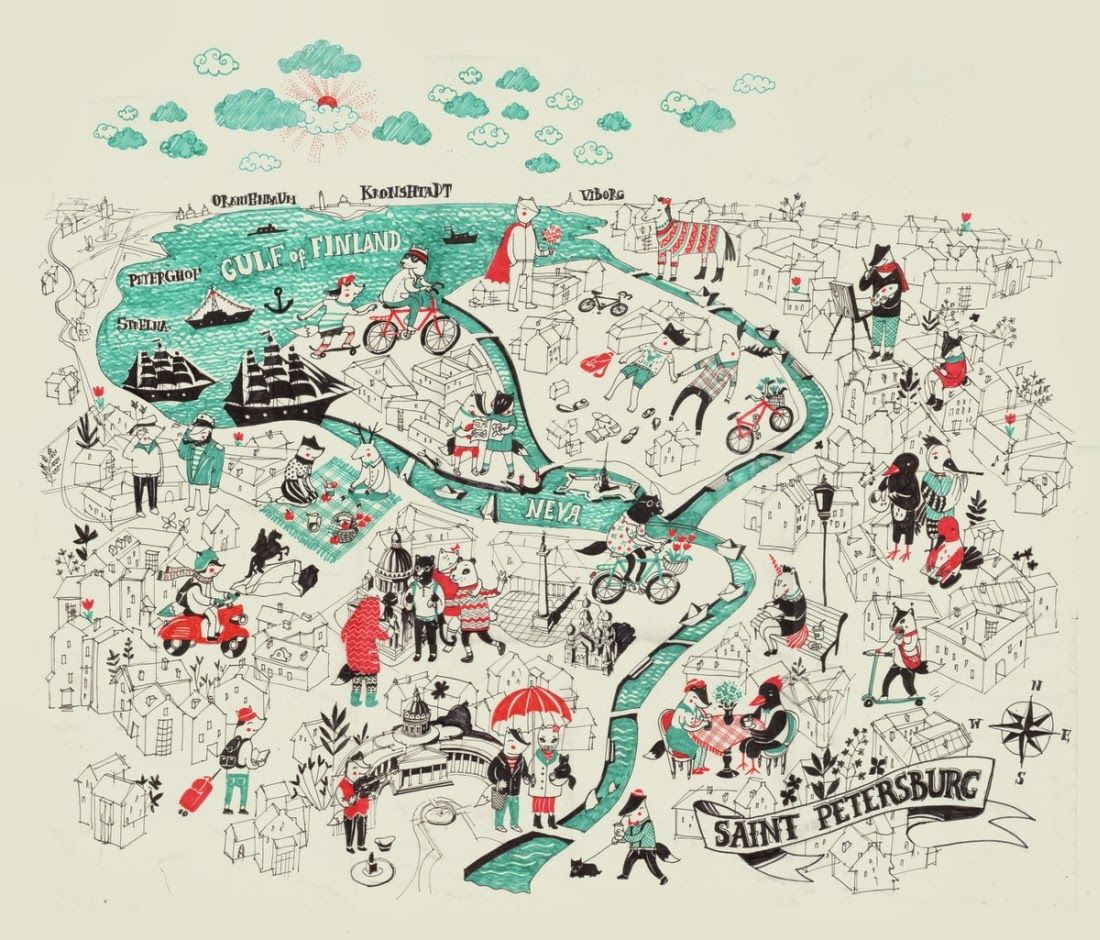 ORANIENBAUM
KRONSHTADT
VIBORG
GULF of FINLAND
PETERGHOF
STRELNA
NEVA
N
W
E
S
SAINT PETERSBURG